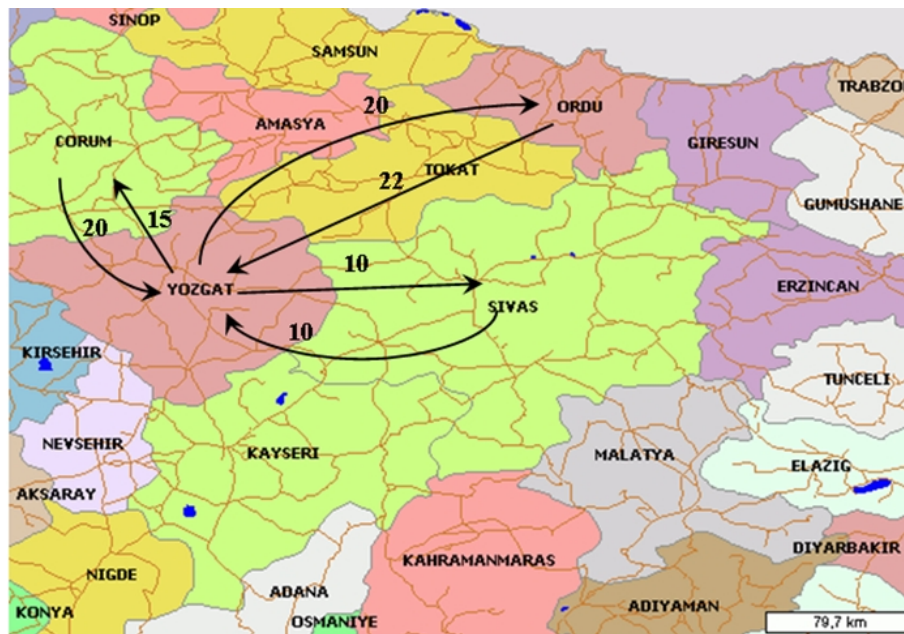 SINOP
SAMSUN
TRABZO
20
ORDU
AMASYA
CORUM
GIRESUN
TOKAT
22
GUMUSHANE
15
20
10
YOZGAT
ERZINCAN
SIVAS
10
KIRSEHIR
TUNCELI
NEVSEHIR
KAYSERI
MALATYA
ELAZIG
AKSARAY
DIYARBAKIR
KAHRAMANMARAS
NIGDE
ADANA
ADIYAMAN
KONYA
OSMANIYE
79,7 km